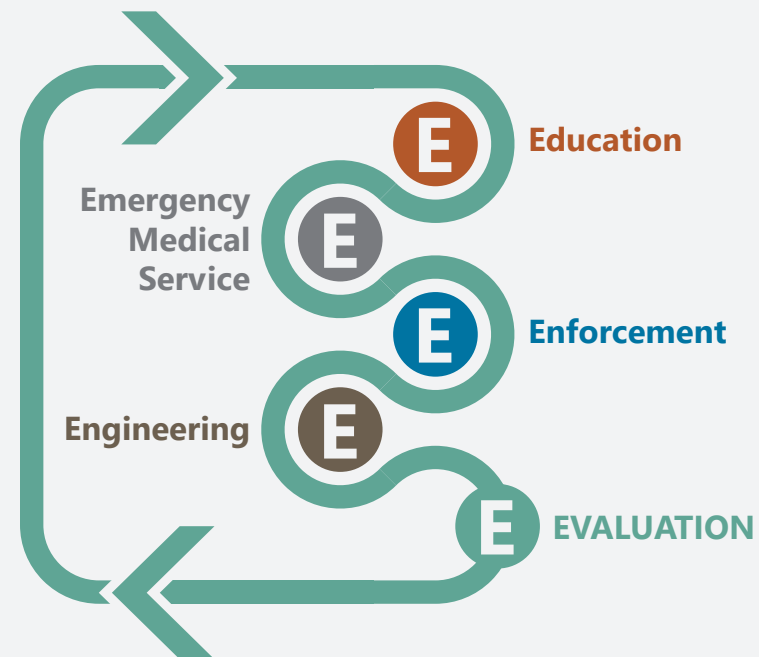 E
Education
Emergency
Medical
Service
E
E
Enforcement
Engineering
E
E
EVALUATION